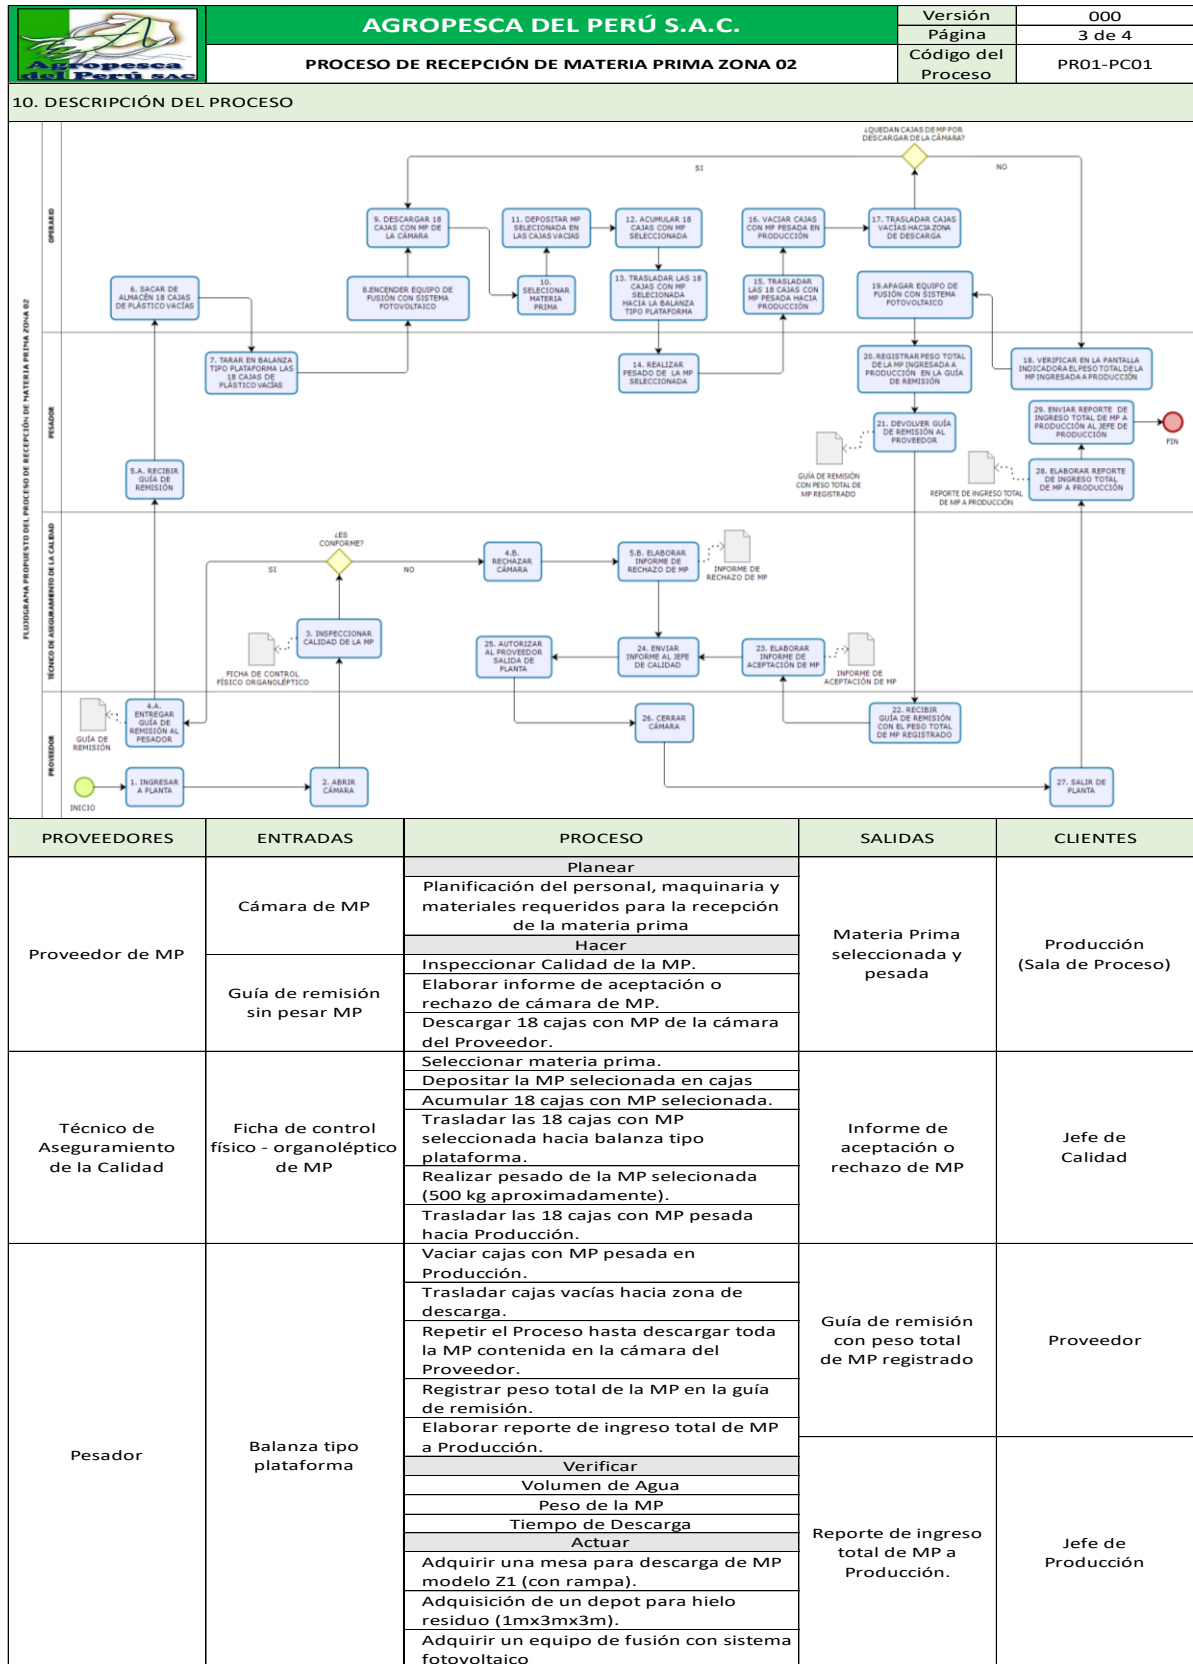 Agropesca
del Perú SAC
AGROPESCA DEL PERÚ S.A.C.
PROCESO DE RECEPCIÓN DE MATERIA PRIMA ZONA 02
Versión
000
Página
3 de 4
Código del
Proceso
PR01-PC01
10. DESCRIPCIÓN DEL PROCESO
FLUJOGRAMA PROPUESTO DEL PROCESO DE RECEPCIÓN DE MATERIA PRIMA ZONA 02
OPERARIO
¿QUEDAN CAJAS DE MP POR
DESCARGAR DE LA CÁMARA?
SI
NO
9. DESCARGAR 18
CAJAS CON MP DE
LA CÁMARA
11. DEPOSITAR MP
SELECIONADA EN
LAS CAJAS VACIAS
12. ACUMULAR 18
CAJAS CON MP
SELECCIONADA
16. VACIAR CAJAS
CON MP PESADA EN
PRODUCCIÓN
17. TRASLADAR CAJAS
VACÍAS HACIA ZONA
DE DESCARGA
6. SACAR DE
ALMACÉN 18 CAJAS
DE PLÁSTICO VACÍAS
8.ENCENDER EQUIPO DE
FUSIÓN CON SISTEMA
FOTOVOLTAICO
10.
SELECIONAR
MATERIA
PRIMA
13. TRASLADAR LAS 18
CAJAS CON MP
SELECCIONADA
HACIA LA BALANZA
TIPO PLATAFORMA
15. TRASLADAR
LAS 18 CAJAS CON
MP PESADA HACIA
PRODUCCIÓN
19.APAGAR EQUIPO DE
FUSIÓN CON SISTEMA
FOTOVOLTAICO
PESADOR
7. TARAR EN BALANZA
TIPO PLATAFORMA LAS
18 CAJAS DE
PLÁSTICO VACÍAS
14. REALIZAR
PESADO DE LA MP
SELECCIONADA
20. REGISTRAR PESO TOTAL
DE LA MP INGRESADA A
PRODUCCIÓN EN LA GUÍA
DE REMISIÓN
18. VERIFICAR EN LA PANTALLA
INDICADORA EL PESO TOTAL DE LA
MP INGRESADA A PRODUCCIÓN
21. DEVOLVER GUÍA
DE REMISIÓN AL
PROVEEDOR
29. ENVIAR REPORTE DE
INGRESO TOTAL DE MP A
PRODUCCIÓN AL JEFE DE
PRODUCCIÓN
FIN
5.A. RECIBIR
GUÍA DE
REMISIÓN
GUÍA DE REMISIÓN
CON PESO TOTAL DE
MP REGISTRADO
REPORTE DE INGRESO TOTAL
DE MP A PRODUCCIÓN
28. ELABORAR REPORTE
DE INGRESO TOTAL
DE MP A PRODUCCIÓN
TÉCNICO DE ASEGURAMIENTO DE LA CALIDAD
¿ES
CONFORME?
SI
NO
4.B.
RECHAZAR
CÁMARA
5.B. ELABORAR
INFORME DE
RECHAZO DE MP
INFORME DE
RECHAZO DE MP
3. INSPECCIONAR
CALIDAD DE LA MP
FICHA DE CONTROL
FÍSICO ORGANOLÉPTICO
25. AUTORIZAR
AL PROVEEDOR
SALIDA DE
PLANTA
24. ENVIAR
INFORME AL JEFE
DE CALIDAD
23. ELABORAR
INFORME DE
ACEPTACIÓN DE MP
INFORME DE
ACEPTACIÓN DE MP
PROVEEDOR
GUÍA DE
REMISIÓN
4.A.
ENTREGAR
GUÍA DE
REMISIÓN AL
PESADOR
26. CERRAR
CÁMARA
22. RECIBIR
GUÍA DE REMISIÓN
CON EL PESO TOTAL
DE MP REGISTRADO
INICIO
1. INGRESAR
A PLANTA
2. ABRIR
CÁMARA
27. SALIR DE
PLANTA
PROVEEDORES
ENTRADAS
PROCESO
SALIDAS
CLIENTES
Proveedor de MP
Cámara de MP
Guía de remisión
sin pesar MP
Planear
Planificación del personal, maquinaria y
materiales requeridos para la recepción
de la materia prima
Hacer
Inspeccionar Calidad de la MP.
Elaborar informe de aceptación o
rechazo de cámara de MP.
Descargar 18 cajas con MP de la cámara
del Proveedor.
Materia Prima
seleccionada y
pesada
Producción
(Sala de Proceso)
Técnico de
Aseguramiento
de la Calidad
Ficha de control
físico - organoléptico
de MP
Seleccionar materia prima.
Depositar la MP selecionada en cajas
Acumular 18 cajas con MP selecionada.
Trasladar las 18 cajas con MP
seleccionada hacia balanza tipo
plataforma.
Realizar pesado de la MP selecionada
(500 kg aproximadamente).
Trasladar las 18 cajas con MP pesada
hacia Producción.
Informe de
aceptación o
rechazo de MP
Jefe de
Calidad
Pesador
Balanza tipo
plataforma
Vaciar cajas con MP pesada en
Producción.
Trasladar cajas vacías hacia zona de
descarga.
Repetir el Proceso hasta descargar toda
la MP contenida en la cámara del
Proveedor.
Registrar peso total de la MP en la guía
de remisión.
Elaborar reporte de ingreso total de MP
a Producción.
Verificar
Volumen de Agua
Peso de la MP
Tiempo de Descarga
Actuar
Adquirir una mesa para descarga de MP
modelo Z1 (con rampa).
Adquisición de un depot para hielo
residuo (1mx3mx3m).
Adquirir un equipo de fusión con sistema
fotovoltaico
Guía de remisión
con peso total
de MP registrado
Proveedor
Reporte de ingreso
total de MP a
Producción.
Jefe de
Producción